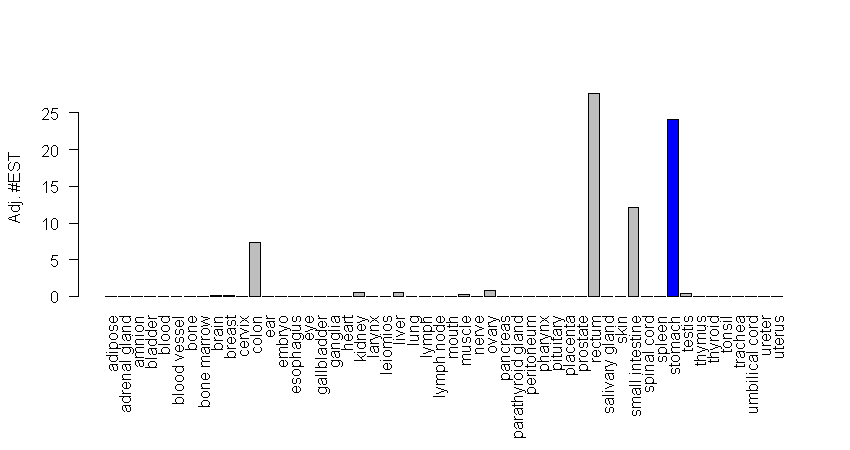 Adj. #EST
25
20
15
10
5
0
adipose
adrenal gland
amnion
bladder
blood
blood vessel
bone
bone marrow
brain
breast
cervix
colon
ear
embryo
esophagus
eye
gallbladder
ganglia
heart
kidney
larynx
leiomios
liver
lung
lymph
lymph node
mouth
muscle
nerve
ovary
pancreas
parathyroid gland
peritoneum
pharynx
pituitary
placenta
prostate
rectum
salivary gland
skin
small intestine
spinal cord
spleen
stomach
testis
thymus
thyroid
tonsil
trachea
umbilical cord
ureter
uterus